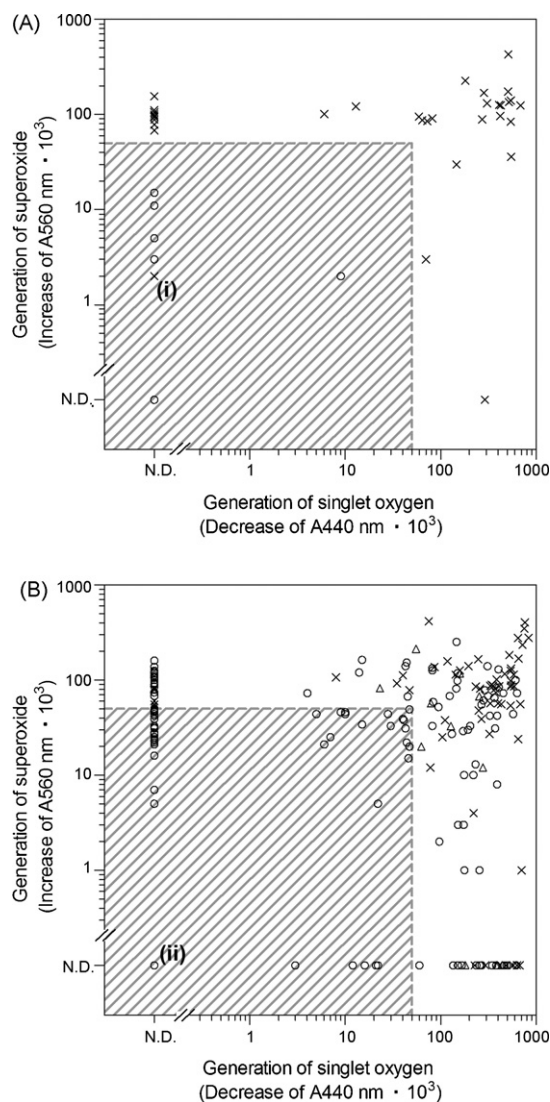 (A)
1000
100
10
1
N.D.
Generation of superoxide
(Increase of A560 nm · 10³)
(i)
N.D.
1
10
100
1000
Generation of singlet oxygen
(Decrease of A440 nm · 10³)
(B)
1000
100
10
1
N.D.
Generation of superoxide
(Increase of A560 nm · 10³)
(ii)
N.D.
1
10
100
1000
Generation of singlet oxygen
(Decrease of A440 nm · 10³)